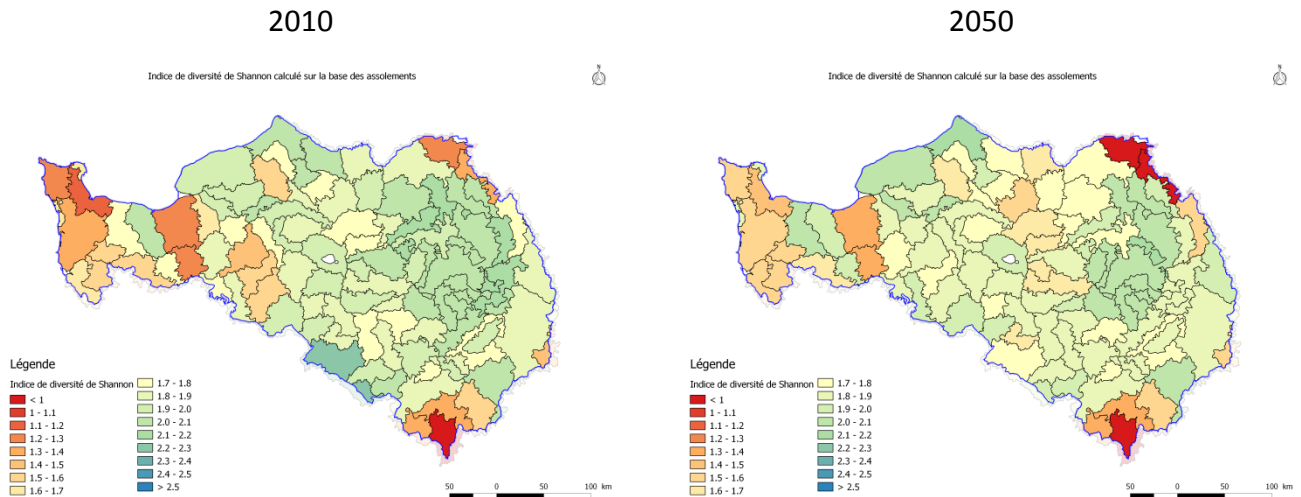 2010
2050
Indice de diversité de Shannon calculé sur la base des assolements
N
Indice de diversité de Shannon calculé sur la base des assolements
N
Légende
Indice de diversité de Shannon
< 1
1 - 1.1
1.1 - 1.2
1.2 - 1.3
1.3 - 1.4
1.4 - 1.5
1.5 - 1.6
1.6 - 1.7
1.7 - 1.8
1.8 - 1.9
1.9 - 2.0
2.0 - 2.1
2.1 - 2.2
2.2 - 2.3
2.3 - 2.4
2.4 - 2.5
> 2.5
50 0 50 100 km
Légende
Indice de diversité de Shannon
< 1
1 - 1.1
1.1 - 1.2
1.2 - 1.3
1.3 - 1.4
1.4 - 1.5
1.5 - 1.6
1.6 - 1.7
1.7 - 1.8
1.8 - 1.9
1.9 - 2.0
2.0 - 2.1
2.1 - 2.2
2.2 - 2.3
2.3 - 2.4
2.4 - 2.5
> 2.5
50 0 50 100 km